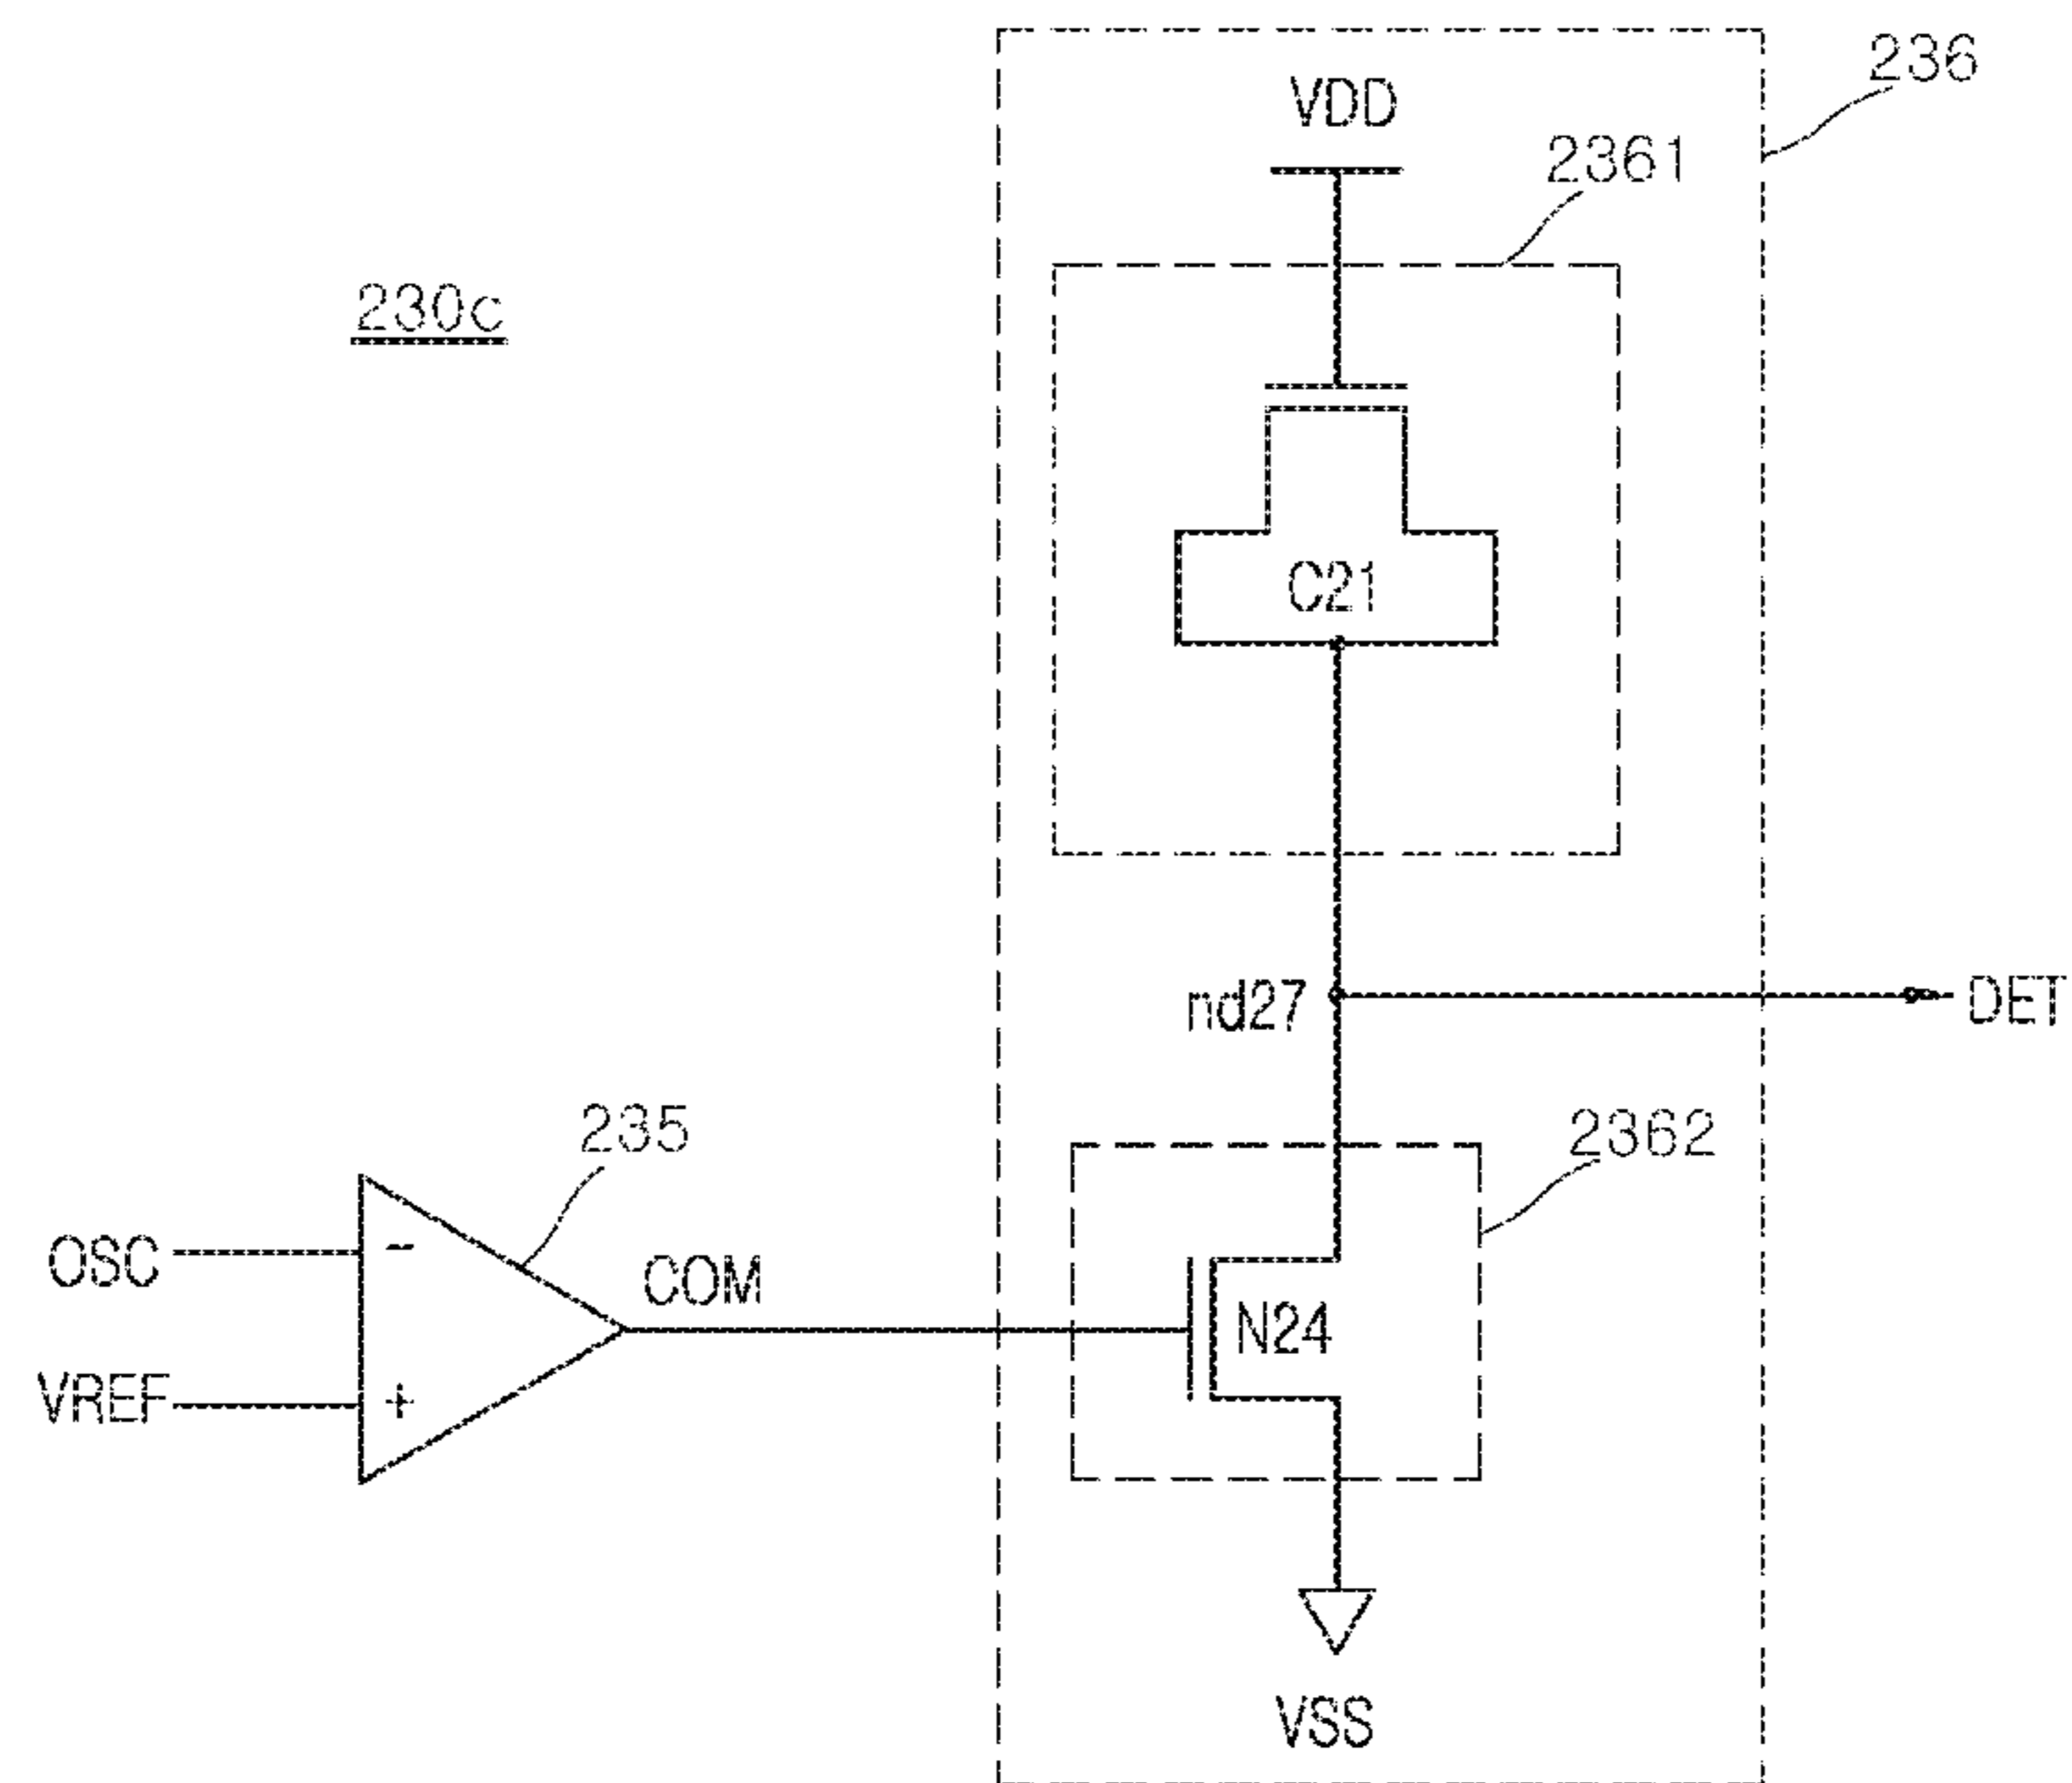 236
VDD
2361
230c
C21
nd27
DET
235
2362
OSC
-
COM
N24
VREF
+
VSS